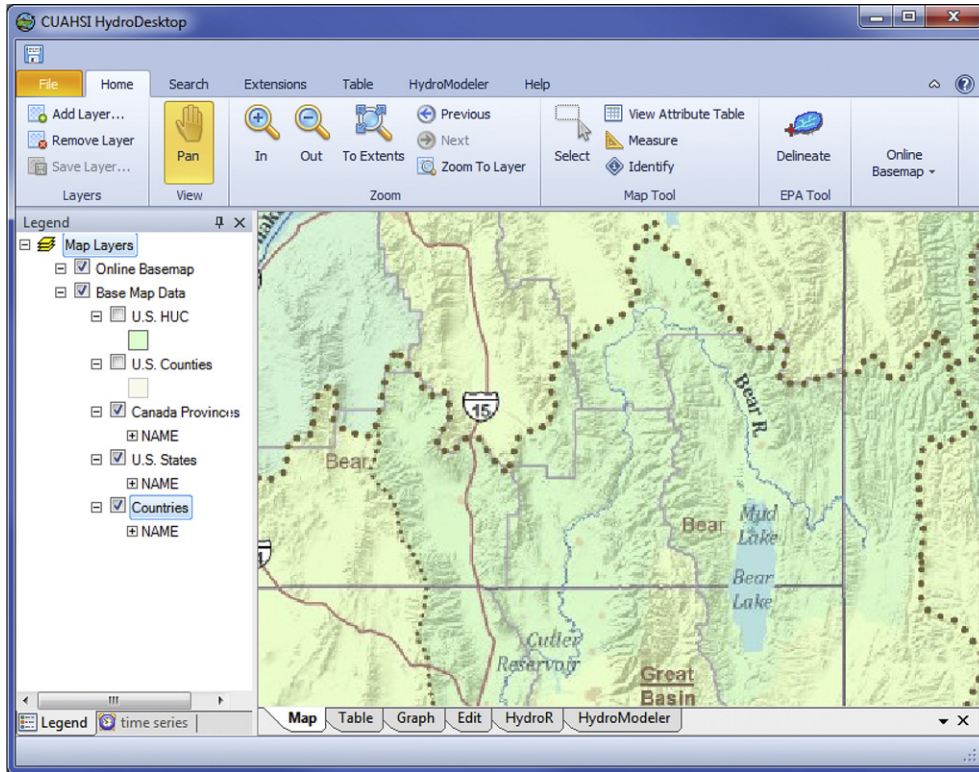 CUAHSI HydroDesktop
File Home Search Extensions Table HydroModeler Help
Add Layer...
Remove Layer
Save Layer...
Layers
Pan
View
In Out To Extents
Previous
Next
Zoom To Layer
Zoom
Select
View Attribute Table
Measure
Identify
Map Tool
Delineate
EPA Tool
Online
Basemap
Legend
Map Layers
Online Basemap
Base Map Data
U.S. HUC
U.S. Counties
Canada Provinces
NAME
U.S. States
NAME
Countries
NAME
15
Bear R.
Bear
Bear
Mud
Lake
Bear
Lake
Cutler
Reservoir
Great
Basin
Legend time series
Map Table Graph Edit HydroR HydroModeler